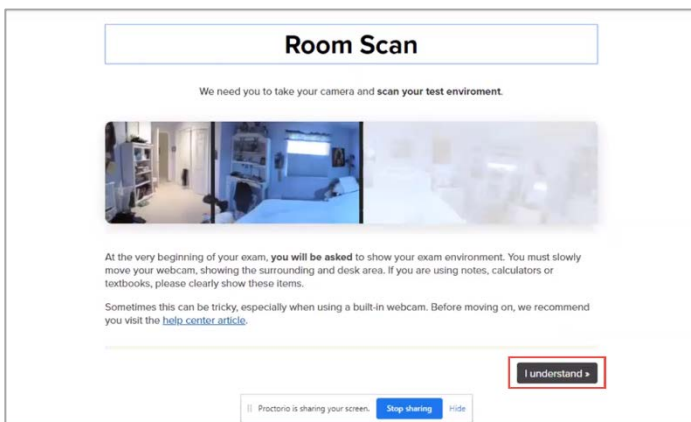 Room Scan
We need you to take your camera and scan your test enviroment.
At the very beginning of your exam, you will be asked to show your exam environment. You must slowly
move your webcam, showing the surrounding and desk area. If you are using notes, calculators or
textbooks, please clearly show these items.
Sometimes this can be tricky, especially when using a built-in webcam. Before moving on, we recommend
you visit the help center article.
I understand »
Proctorio is sharing your screen. Stop sharing Hide